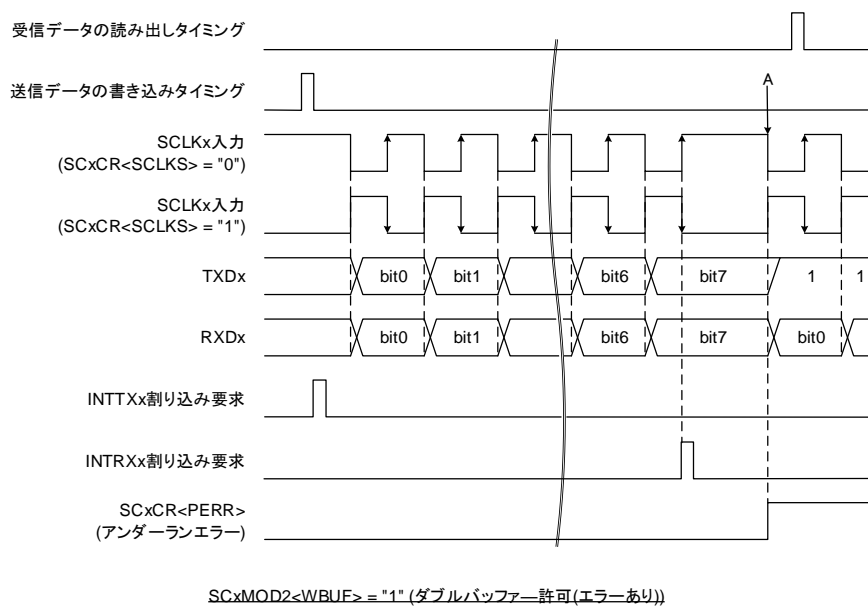 受信データの読み出しタイミング
送信データの書き込みタイミング
A
SCLKx入力
(SCxCR<SCLKS> = "0")
SCLKx入力
(SCxCR<SCLKS> = "1")
TXDx bit0 bit1 bit6 bit7 1 1
RXDx bit0 bit1 bit6 bit7 bit0
INTTXx割り込み要求
INTRXx割り込み要求
SCxCR<PERR>
(アンダーランエラー)
SCxMOD2<WBUF> = "1" (ダブルバッファ―許可(エラーあり))